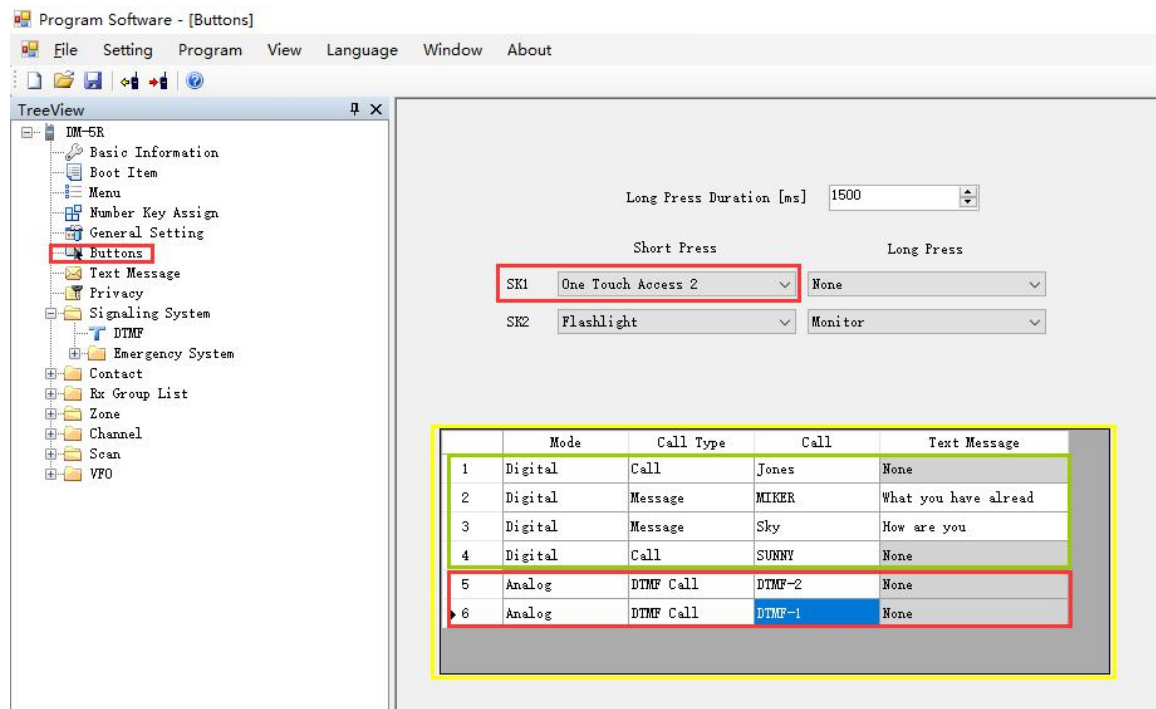 Program Software - [Buttons]
File Setting Program View Language Window About
TreeView
DM-5R
Basic Information
Boot Item
Menu
Number Key Assign
General Setting
Buttons
Text Message
Privacy
Signaling System
DTMF
Emergency System
Contact
Rx Group List
Zone
Channel
Scan
VFO
Long Press Duration [ms] 1500
Short Press Long Press
SK1 One Touch Access 2 None
SK2 Flashlight Monitor
Mode Call Type Call Text Message
1 Digital Call Jones None
2 Digital Message MIKER What you have alread
3 Digital Message Sky How are you
4 Digital Call SUNNY None
5 Analog DTMF Call DTMF-2 None
6 Analog DTMF Call DTMF-1 None